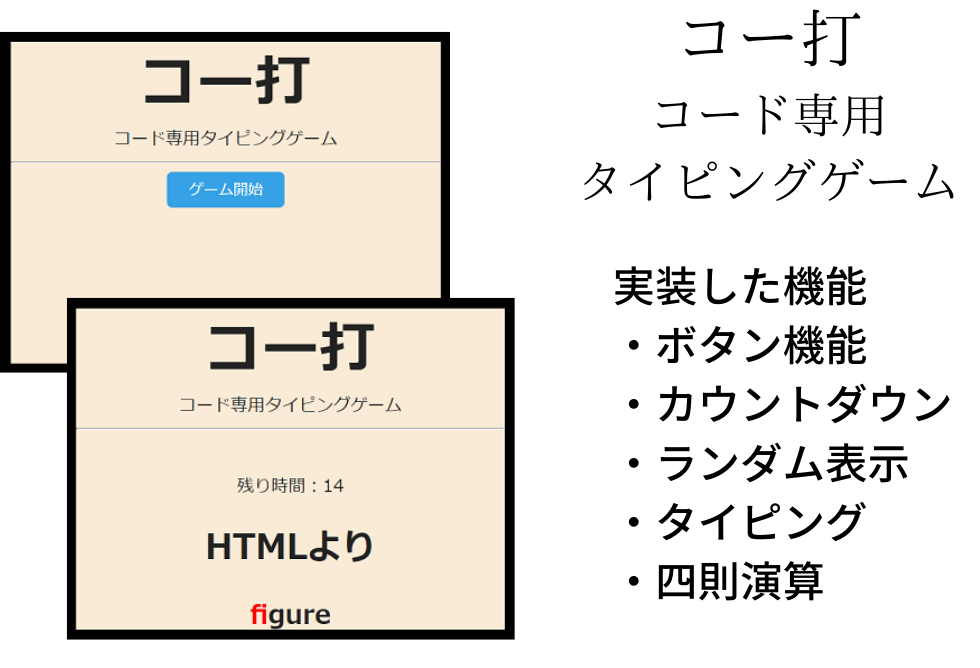 コー打
コード専用タイピングゲーム
ゲーム開始
コー打
コード専用タイピングゲーム
残り時間：14
HTMLより
figure
コー打
コード専用
タイピングゲーム
実装した機能
・ボタン機能
・カウントダウン
・ランダム表示
・タイピング
・四則演算